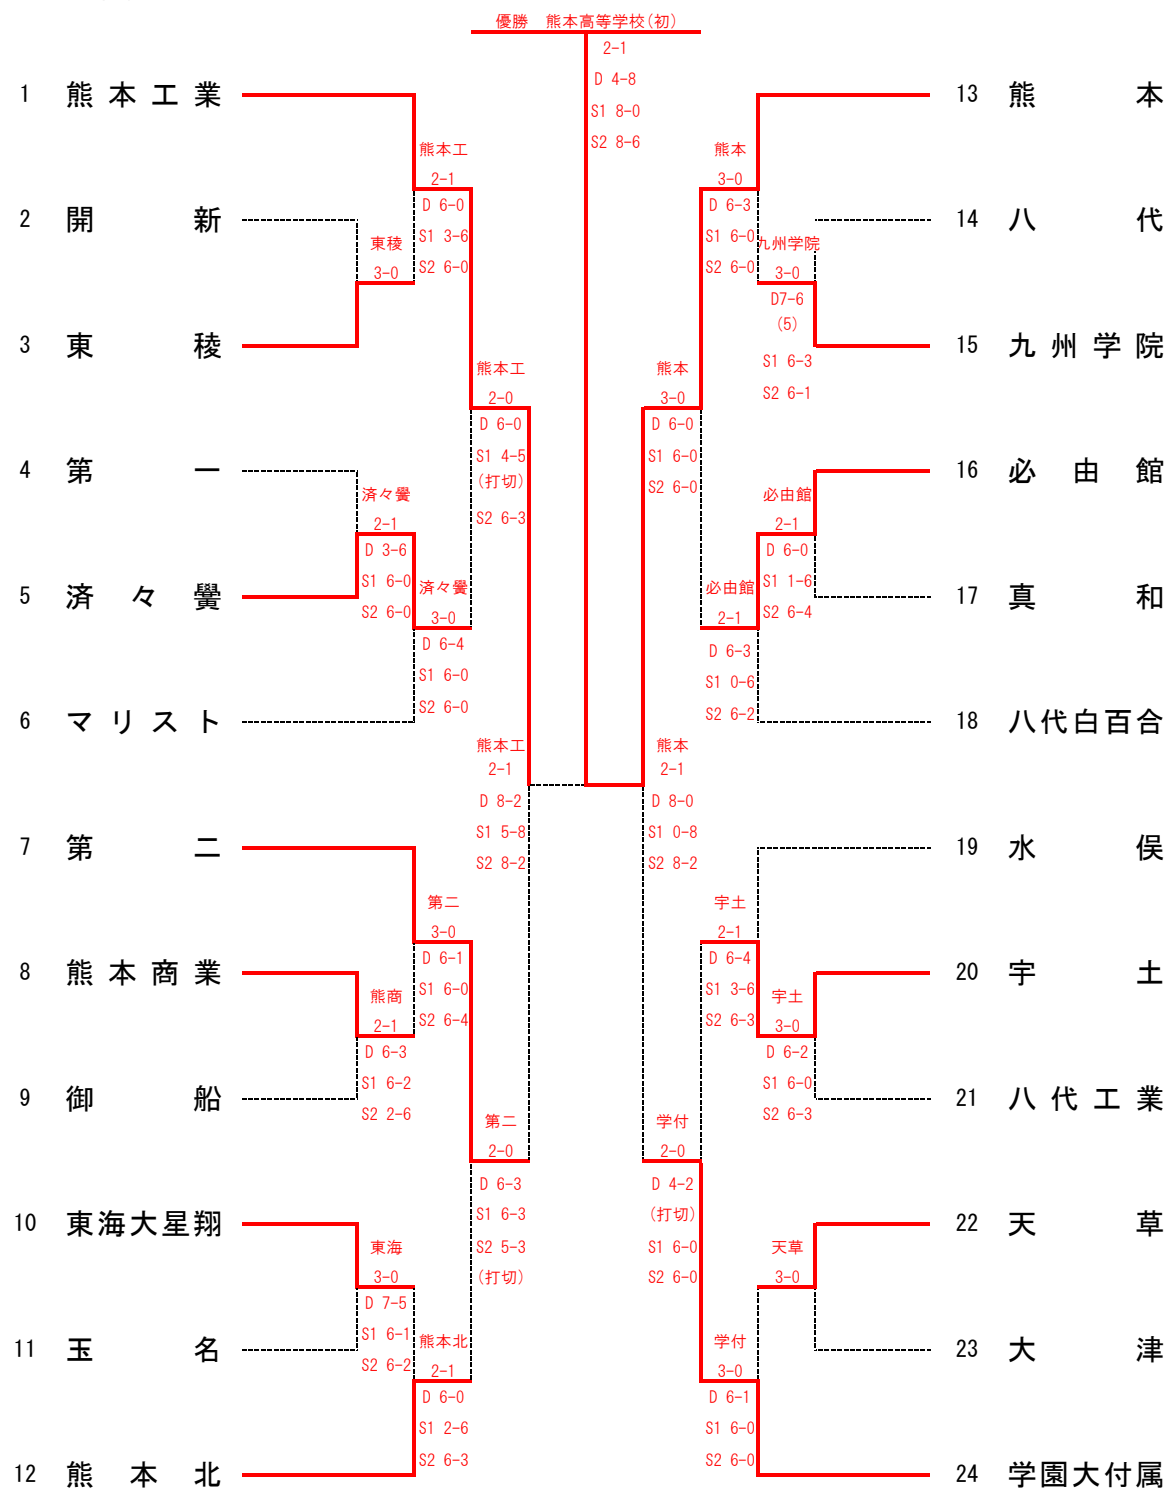 優勝 熊本高等学校(初)
2-1
D 4-8
S1 8-0
S2 8-6
1 熊本工業
2 開新
3 東稜
4 第一
5 済々黌
6 マリスト
7 第二
8 熊本商業
9 御船
10 東海大星翔
11 玉名
12 熊本北
熊本工
2-1
D 6-0
S1 3-6
S2 6-0
東稜
3-0
熊本工
2-0
D 6-0
S1 4-5
(打切)
S2 6-3
済々黌
2-1
D 3-6
S1 6-0
S2 6-0
済々黌
3-0
D 6-4
S1 6-0
S2 6-0
熊本工
2-1
D 8-2
S1 5-8
S2 8-2
第二
3-0
D 6-1
S1 6-0
S2 6-4
熊商
2-1
D 6-3
S1 6-2
S2 2-6
第二
2-0
D 6-3
S1 6-3
S2 5-3
(打切)
東海
3-0
D 7-5
S1 6-1
S2 6-2
熊本北
2-1
D 6-0
S1 2-6
S2 6-3
13 熊本
14 八代
15 九州学院
16 必由館
17 真和
18 八代白百合
19 水俣
20 宇土
21 八代工業
22 天草
23 大津
24 学園大付属
熊本
3-0
D 6-3
S1 6-0
S2 6-0
九州学院
3-0
D7-6
(5)
S1 6-3
S2 6-1
熊本
3-0
D 6-0
S1 6-0
S2 6-0
必由館
2-1
D 6-0
S1 1-6
S2 6-4
必由館
2-1
D 6-3
S1 0-6
S2 6-2
熊本
2-1
D 8-0
S1 0-8
S2 8-2
宇土
2-1
D 6-4
S1 3-6
S2 6-3
宇土
3-0
D 6-2
S1 6-0
S2 6-3
学付
2-0
D 4-2
(打切)
S1 6-0
S2 6-0
天草
3-0
学付
3-0
D 6-1
S1 6-0
S2 6-0